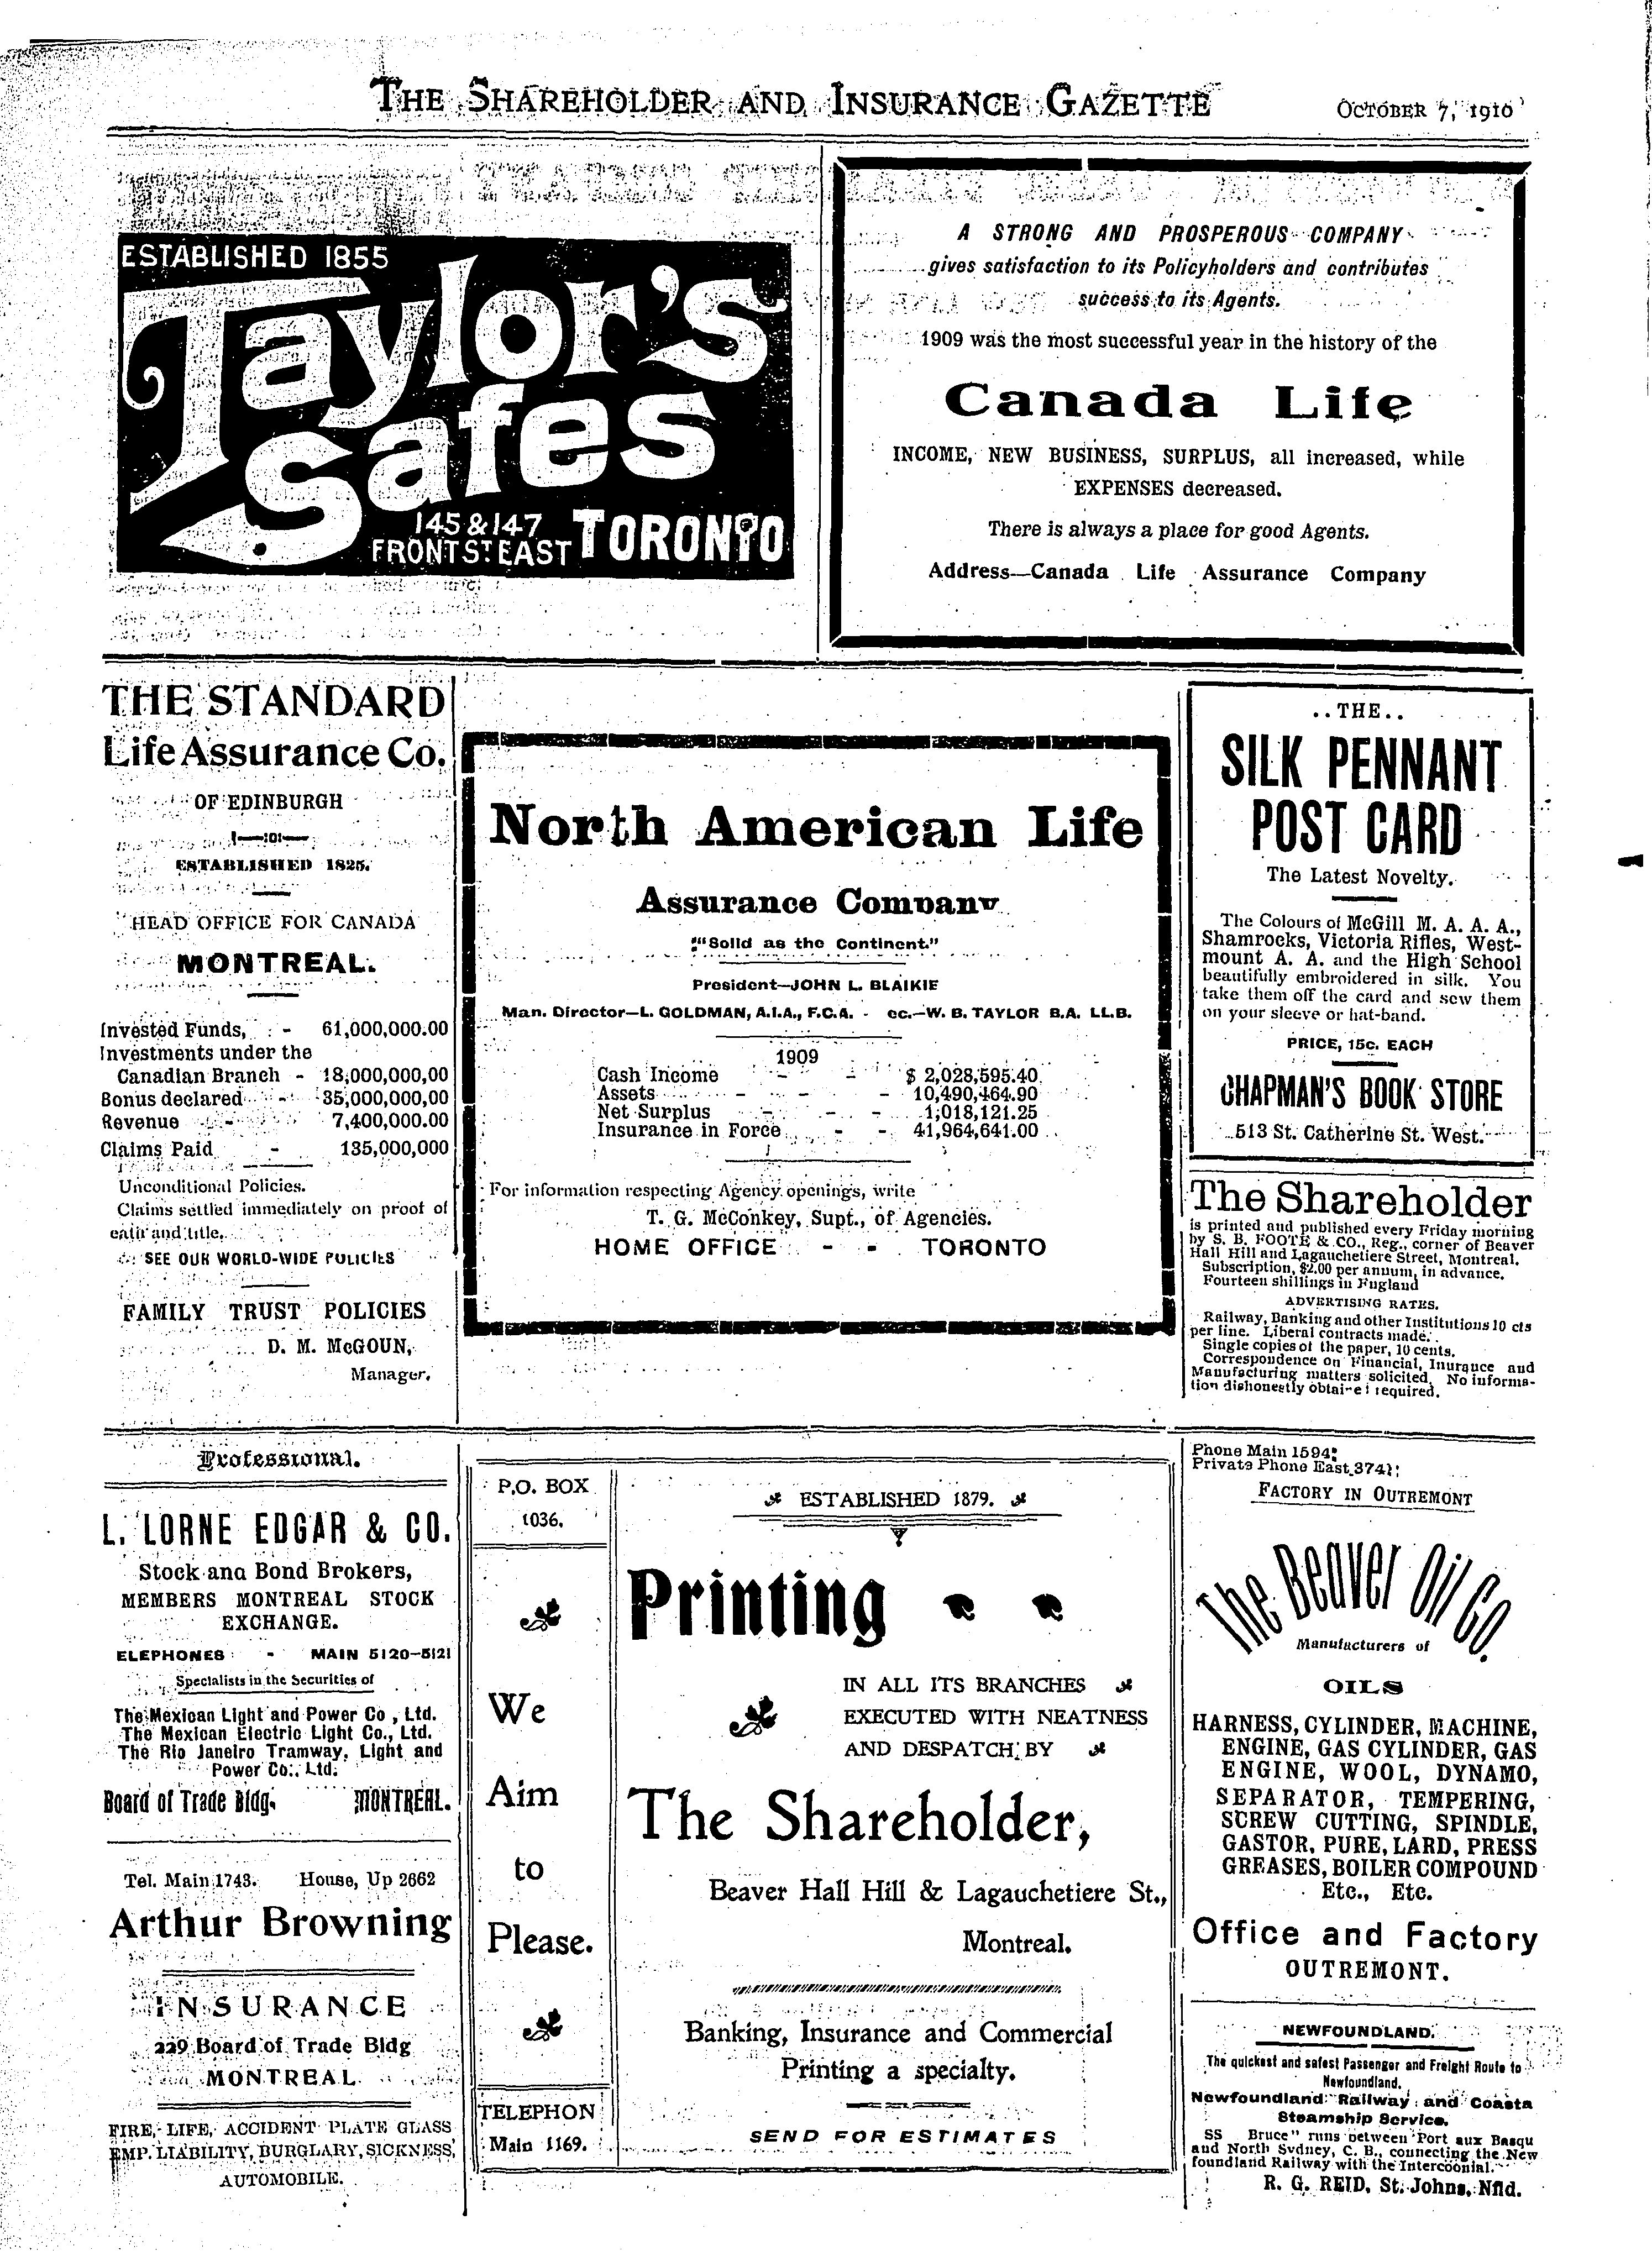 THE SHAREHOLDER AND INSURANCE GAZETTE
OCTOBER 7, 1910
ESTABLISHED 1855
Taylor's
Safes
145 & 147
FRONT ST. EAST
TORONTO
A STRONG AND PROSPEROUS COMPANY
gives satisfaction to its Policyholders and contributes
success to its Agents.
1909 was the most successful year in the history of the
Canada Life
INCOME, NEW BUSINESS, SURPLUS, all increased, while
EXPENSES decreased.
There is always a place for good Agents.
Address—Canada Life Assurance Company
THE STANDARD
Life Assurance Co.
OF EDINBURGH
ESTABLISHED 1825.
HEAD OFFICE FOR CANADA
MONTREAL.
Invested Funds, - 61,000,000.00
Investments under the
Canadian Branch - 18,000,000,00
Bonus declared - 35,000,000,00
Revenue - 7,400,000.00
Claims Paid - 135,000,000
Unconditional Policies.
Claims settled immediately on proof of
eath and title.
SEE OUR WORLD-WIDE POLICIES
FAMILY TRUST POLICIES
D. M. McGOUN,
Manager.
North American Life
Assurance Company
"Solid as the Continent."
President—JOHN L. BLAIKIE
Man. Director—L. GOLDMAN, A.I.A., F.C.A. - ec.—W. B. TAYLOR B.A. LL.B.
1909
Cash Income - - $ 2,028,595.40
Assets - - - 10,490,464.90
Net Surplus - - - 1,018,121.25
Insurance in Force - - 41,964,641.00
For information respecting Agency openings, write
T. G. McConkey, Supt., of Agencies.
HOME OFFICE - - TORONTO
..THE..
SILK PENNANT
POST CARD
The Latest Novelty.
The Colours of McGill M. A. A. A.,
Shamrocks, Victoria Rifles, West-
mount A. A. and the High School
beautifully embroidered in silk. You
take them off the card and sew them
on your sleeve or hat-band.
PRICE, 15c. EACH
CHAPMAN'S BOOK STORE
513 St. Catherine St. West.
The Shareholder
is printed and published every Friday morning
by S. B. FOOTE & CO., Reg., corner of Beaver
Hall Hill and Lagauchetiere Street, Montreal.
Subscription, $2.00 per annum, in advance.
Fourteen shillings in England
ADVERTISING RATES.
Railway, Banking and other Institutions 10 cts
per line. Liberal contracts made.
Single copies of the paper, 10 cents.
Correspondence on Financial, Inurauce and
Manufacturing matters solicited. No informa-
tion dishonestly obtai-e i required.
Professional.
L. LORNE EDGAR & CO.
Stock and Bond Brokers,
MEMBERS MONTREAL STOCK
EXCHANGE.
ELEPHONES - MAIN 5120-5121
Specialists in the Securities of
The Mexican Light and Power Co , Ltd.
The Mexican Electric Light Co., Ltd.
The Rio Janeiro Tramway, Light and
Power Co., Ltd.
Board of Trade Bldg. MONTREAL.
Tel. Main 1743. House, Up 2662
Arthur Browning
INSURANCE
229 Board of Trade Bldg
MONTREAL
FIRE, LIFE, ACCIDENT PLATE GLASS
EMP. LIABILITY, BURGLARY, SICKNESS,
AUTOMOBILE.
P.O. BOX
1036.
We
Aim
to
Please.
TELEPHON
Main 1169.
ESTABLISHED 1879.
Printing
IN ALL ITS BRANCHES
EXECUTED WITH NEATNESS
AND DESPATCH BY
The Shareholder,
Beaver Hall Hill & Lagauchetiere St.,
Montreal.
Banking, Insurance and Commercial
Printing a specialty.
SEND FOR ESTIMATES
Phone Main 1594
Private Phone East 3741
FACTORY IN OUTREMONT
The Beaver Oil Co.
Manufacturers of
OILS
HARNESS, CYLINDER, MACHINE,
ENGINE, GAS CYLINDER, GAS
ENGINE, WOOL, DYNAMO,
SEPARATOR, TEMPERING,
SCREW CUTTING, SPINDLE,
GASTOR, PURE, LARD, PRESS
GREASES, BOILER COMPOUND
Etc., Etc.
Office and Factory
OUTREMONT.
NEWFOUNDLAND.
The quickest and safest Passenger and Freight Route to
Newfoundland.
Newfoundland Railway and Coasta
Steamship Service.
SS Bruce" runs between Port aux Basqu
and North Sydney, C. B., connecting the New
foundland Railway with the Intercoonial.
R. G. REID, St. Johns, Nfld.